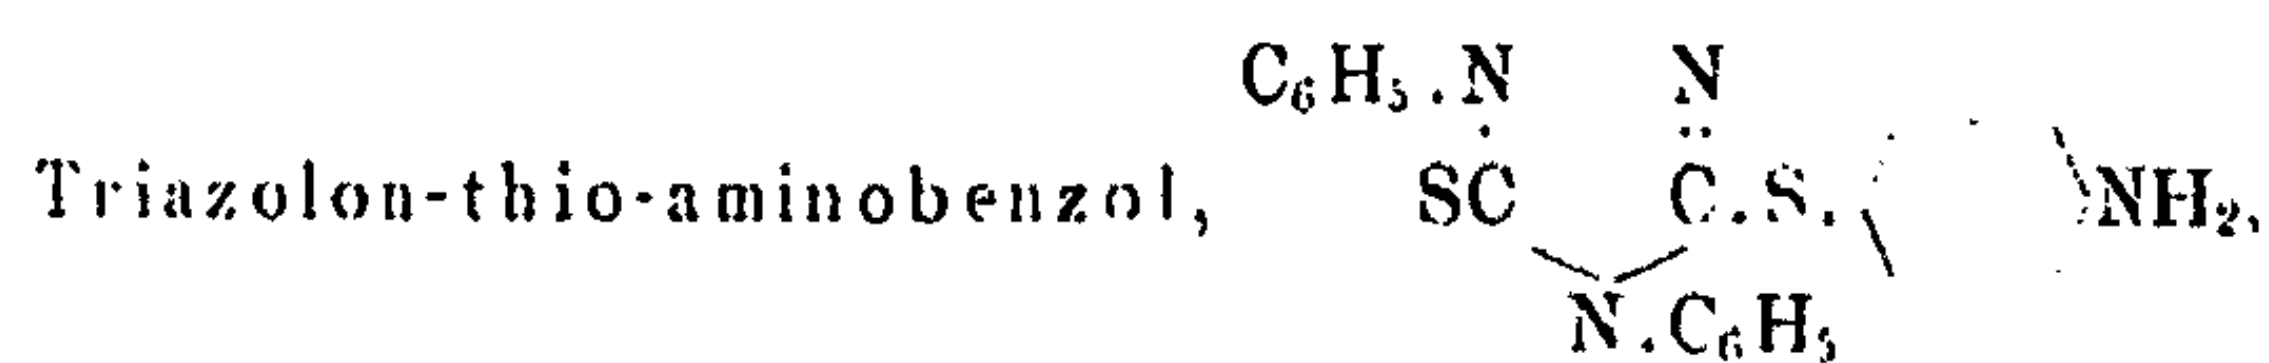 C₆H₅.N N
Triazolon-thio-aminobenzol, SC C.S. NH₂,
N.C₆H₅